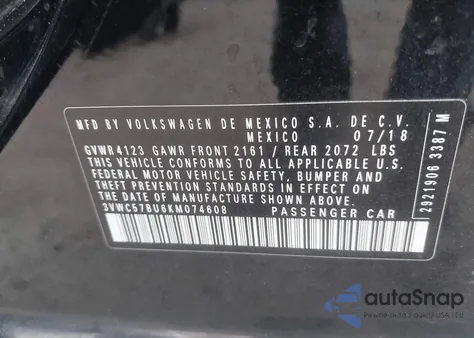 MFD BY VOLKSWAGEN DE MEXICO S.A. DE C.V.
MEXICO 07/18
GVWR 4123 GAWR FRONT 2161 / REAR 2072 LBS
THIS VEHICLE CONFORMS TO ALL APPLICABLE U.S.
FEDERAL MOTOR VEHICLE SAFETY, BUMPER AND
THEFT PREVENTION STANDARDS IN EFFECT ON
THE DATE OF MANUFACTURE SHOWN ABOVE.
3VWC57BU6KM074608 PASSENGER CAR
2921906 3387 M
autoSnap